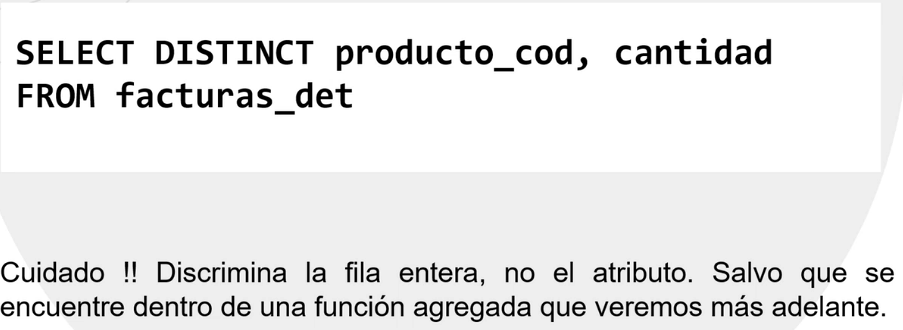 SELECT DISTINCT producto_cod, cantidad
FROM facturas_det
Cuidado !! Discrimina la fila entera, no el atributo. Salvo que se
encuentre dentro de una función agregada que veremos más adelante.